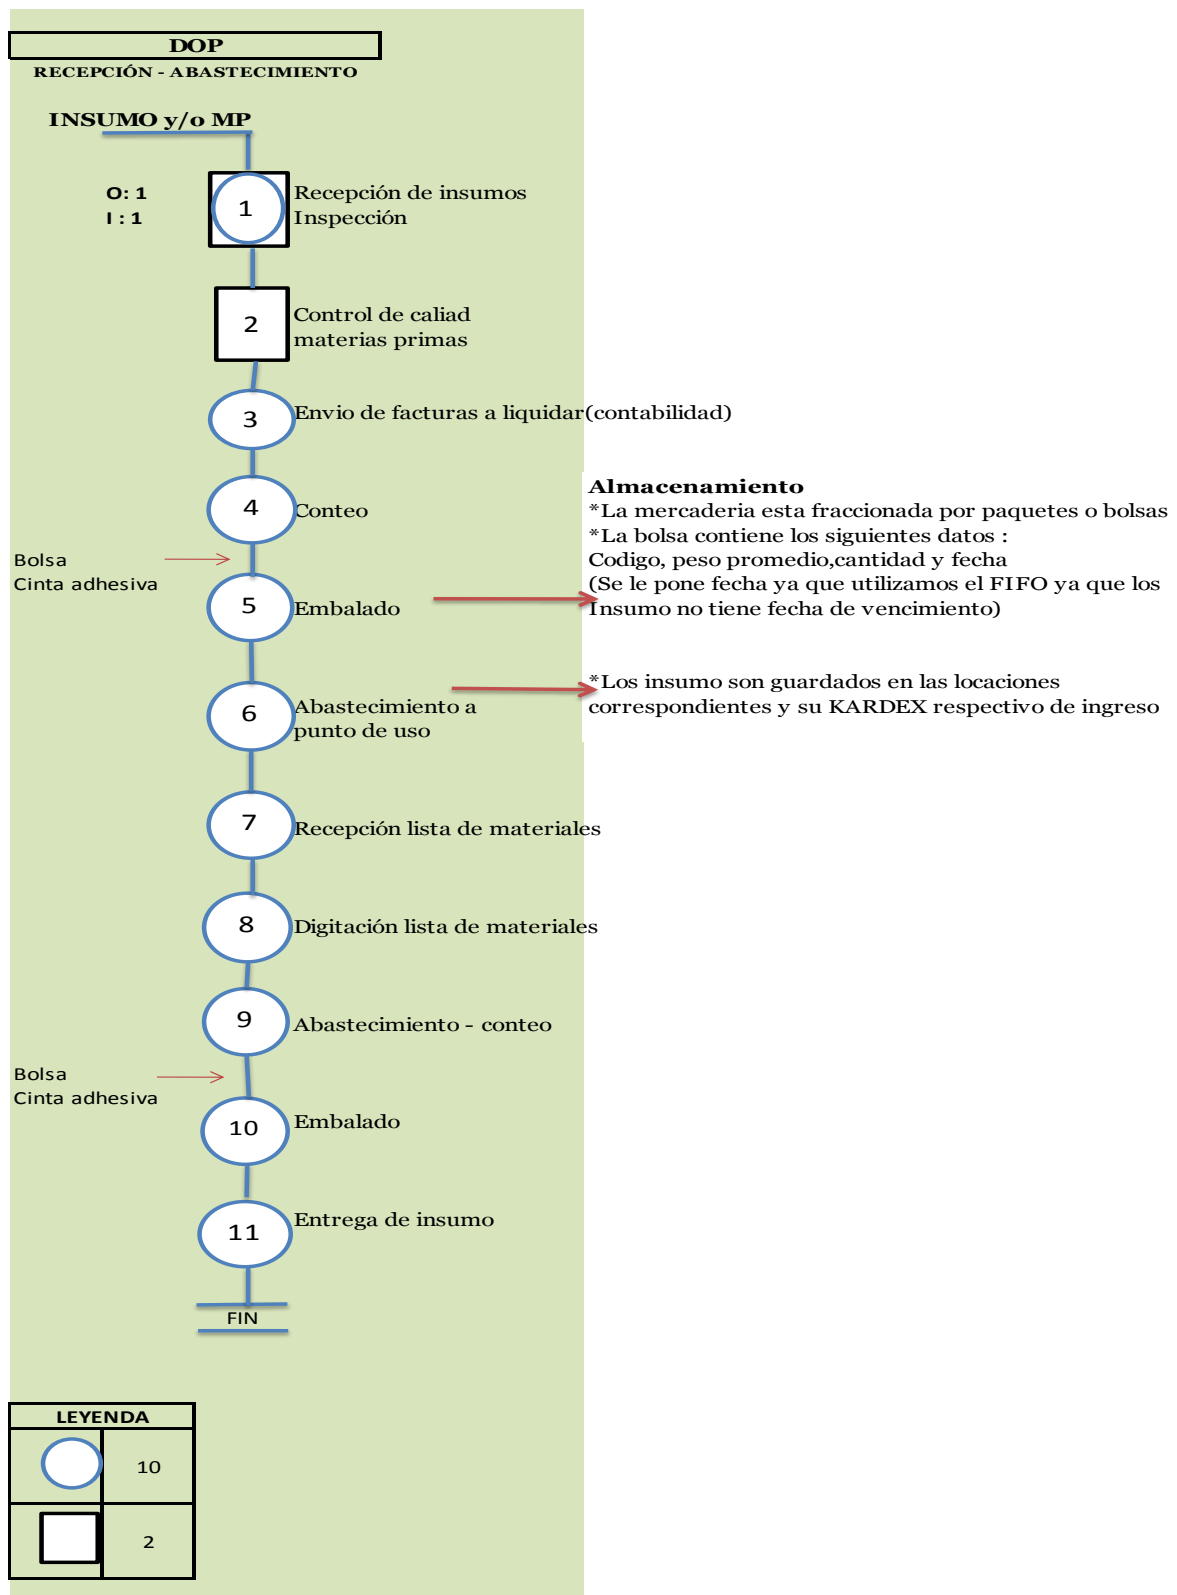 DOP
RECEPCIÓN - ABASTECIMIENTO
INSUMO y/o MP
O: 1
I : 1
1
Recepción de insumos
Inspección
2
Control de caliad
materias primas
3
Envio de facturas a liquidar(contabilidad)
4
Conteo
Bolsa
Cinta adhesiva
5
Embalado
Almacenamiento
*La mercaderia esta fraccionada por paquetes o bolsas
*La bolsa contiene los siguientes datos :
Codigo, peso promedio,cantidad y fecha
(Se le pone fecha ya que utilizamos el FIFO ya que los
Insumo no tiene fecha de vencimiento)
6
Abastecimiento a
punto de uso
*Los insumo son guardados en las locaciones
correspondientes y su KARDEX respectivo de ingreso
7
Recepción lista de materiales
8
Digitación lista de materiales
9
Abastecimiento - conteo
Bolsa
Cinta adhesiva
10
Embalado
11
Entrega de insumo
FIN
LEYENDA
10
2